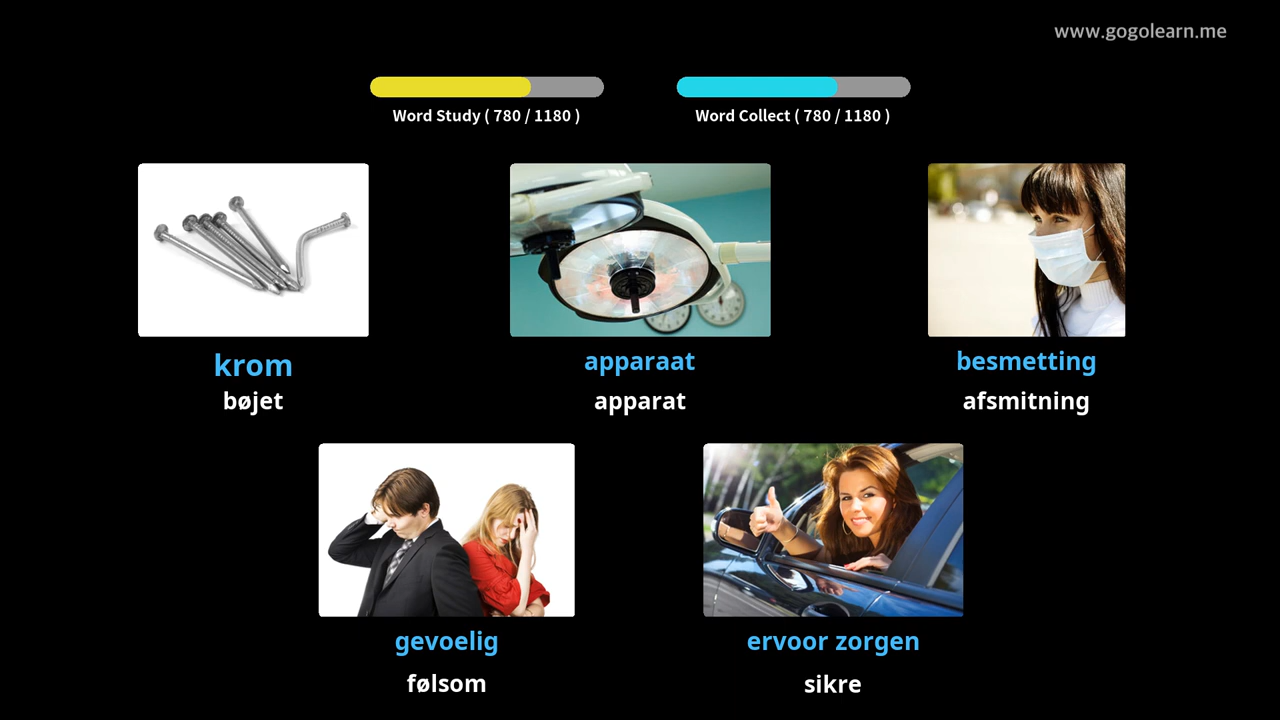 www.gogolearn.me
Word Study ( 780 / 1180 )
Word Collect ( 780 / 1180 )
krom
bøjet
apparaat
apparat
besmetting
afsmitning
gevoelig
følsom
ervoor zorgen
sikre